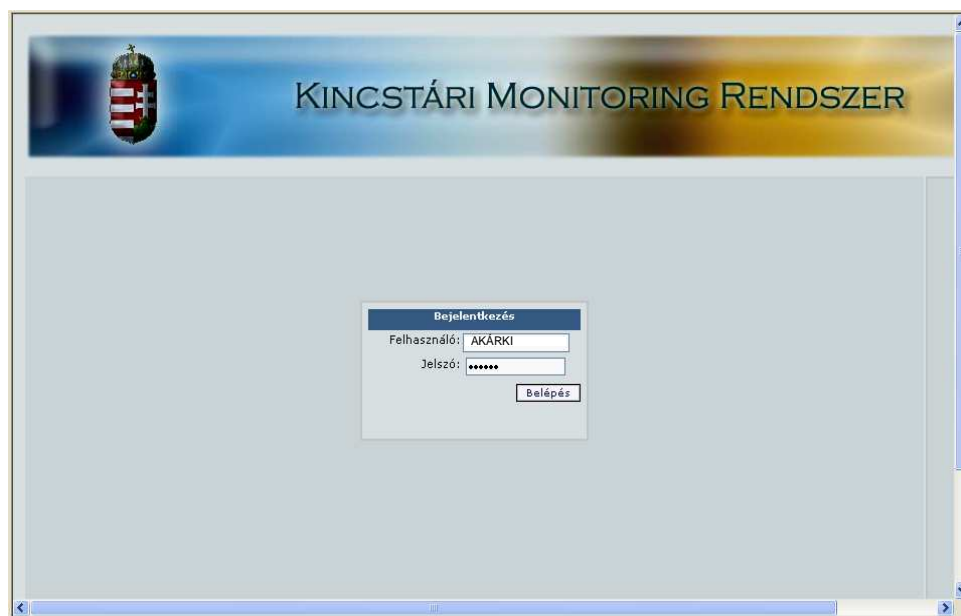 KINCSTÁRI MONITORING RENDSZER
Bejelentkezés
Felhasználó: AKÁRKI
Jelszó: ••••••
Belépés